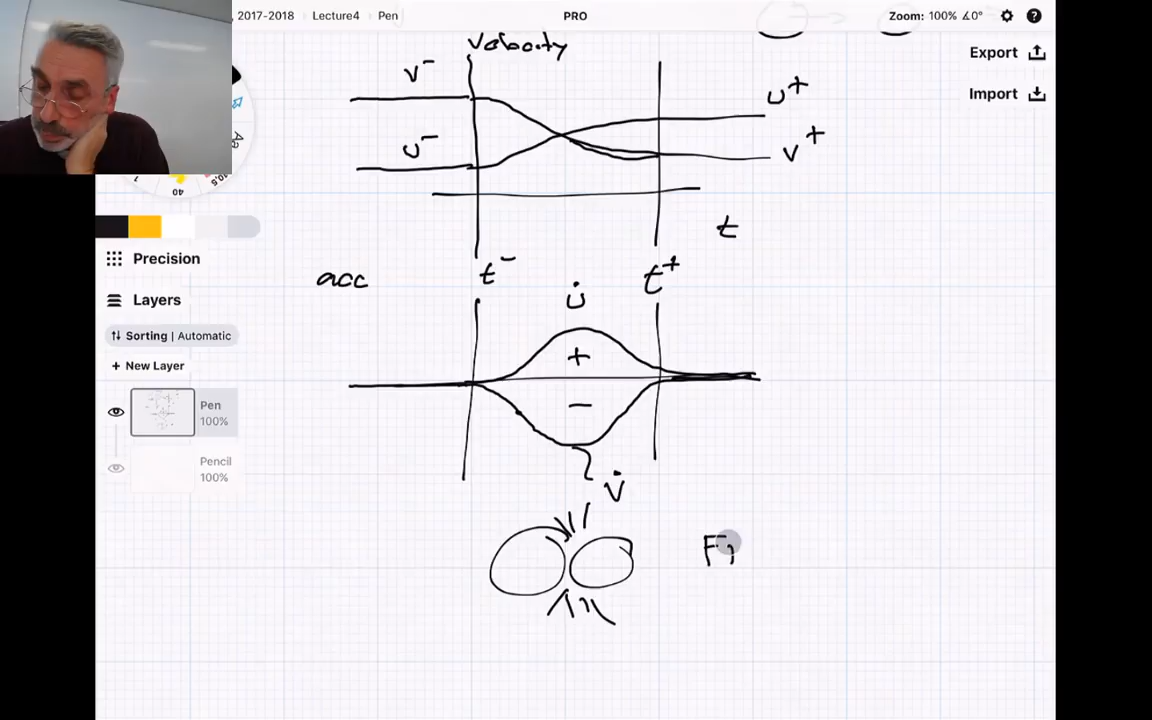 2017-2018 Lecture4 Pen PRO Zoom: 100% ∡0°
Export
Import
velocity
v⁻
u⁺
u⁻
v⁺
40
t
acc
t⁻
t⁺
u̇
+
−
v̇
Precision
Layers
Sorting | Automatic
+ New Layer
Pen
100%
Pencil
100%